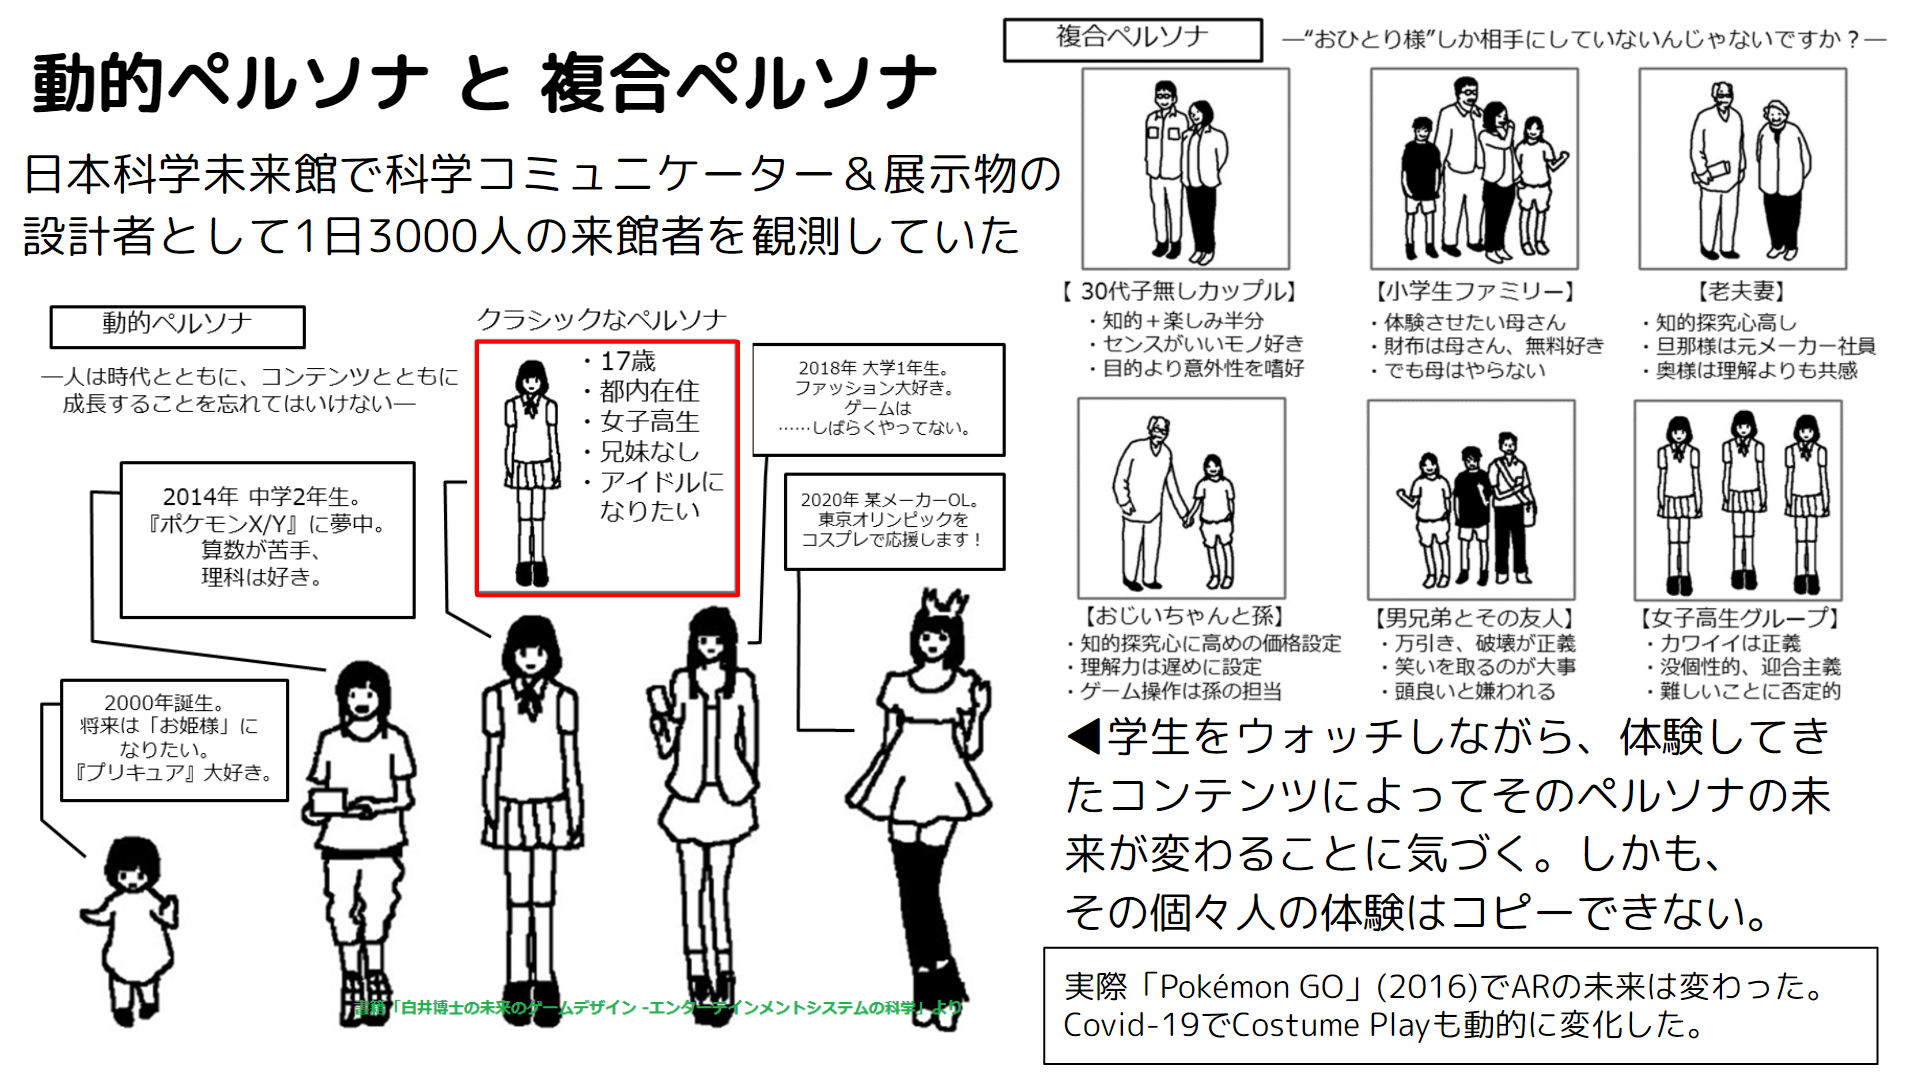 動的ペルソナ と 複合ペルソナ
日本科学未来館で科学コミュニケーター＆展示物の
設計者として1日3000人の来館者を観測していた
動的ペルソナ
―人は時代とともに、コンテンツとともに
成長することを忘れてはいけない―
クラシックなペルソナ
・17歳
・都内在住
・女子高生
・兄妹なし
・アイドルに
なりたい
2018年 大学1年生。
ファッション大好き。
ゲームは
……しばらくやってない。
2020年 某メーカーOL。
東京オリンピックを
コスプレで応援します！
2014年 中学2年生。
『ポケモンX/Y』に夢中。
算数が苦手、
理科は好き。
2000年誕生。
将来は「お姫様」に
なりたい。
『プリキュア』大好き。
書籍「白井博士の未来のゲームデザイン -エンターテインメントシステムの科学」より
複合ペルソナ
―“おひとり様”しか相手にしていないんじゃないですか？―
【 30代子無しカップル】
・知的＋楽しみ半分
・センスがいいモノ好き
・目的より意外性を嗜好
【小学生ファミリー】
・体験させたい母さん
・財布は母さん、無料好き
・でも母はやらない
【老夫妻】
・知的探究心高し
・旦那様は元メーカー社員
・奥様は理解よりも共感
【おじいちゃんと孫】
・知的探究心に高めの価格設定
・理解力は遅めに設定
・ゲーム操作は孫の担当
【男兄弟とその友人】
・万引き、破壊が正義
・笑いを取るのが大事
・頭良いと嫌われる
【女子高生グループ】
・カワイイは正義
・没個性的、迎合主義
・難しいことに否定的
◀学生をウォッチしながら、体験してき
たコンテンツによってそのペルソナの未
来が変わることに気づく。しかも、
その個々人の体験はコピーできない。
実際「Pokémon GO」(2016)でARの未来は変わった。
Covid-19でCostume Playも動的に変化した。